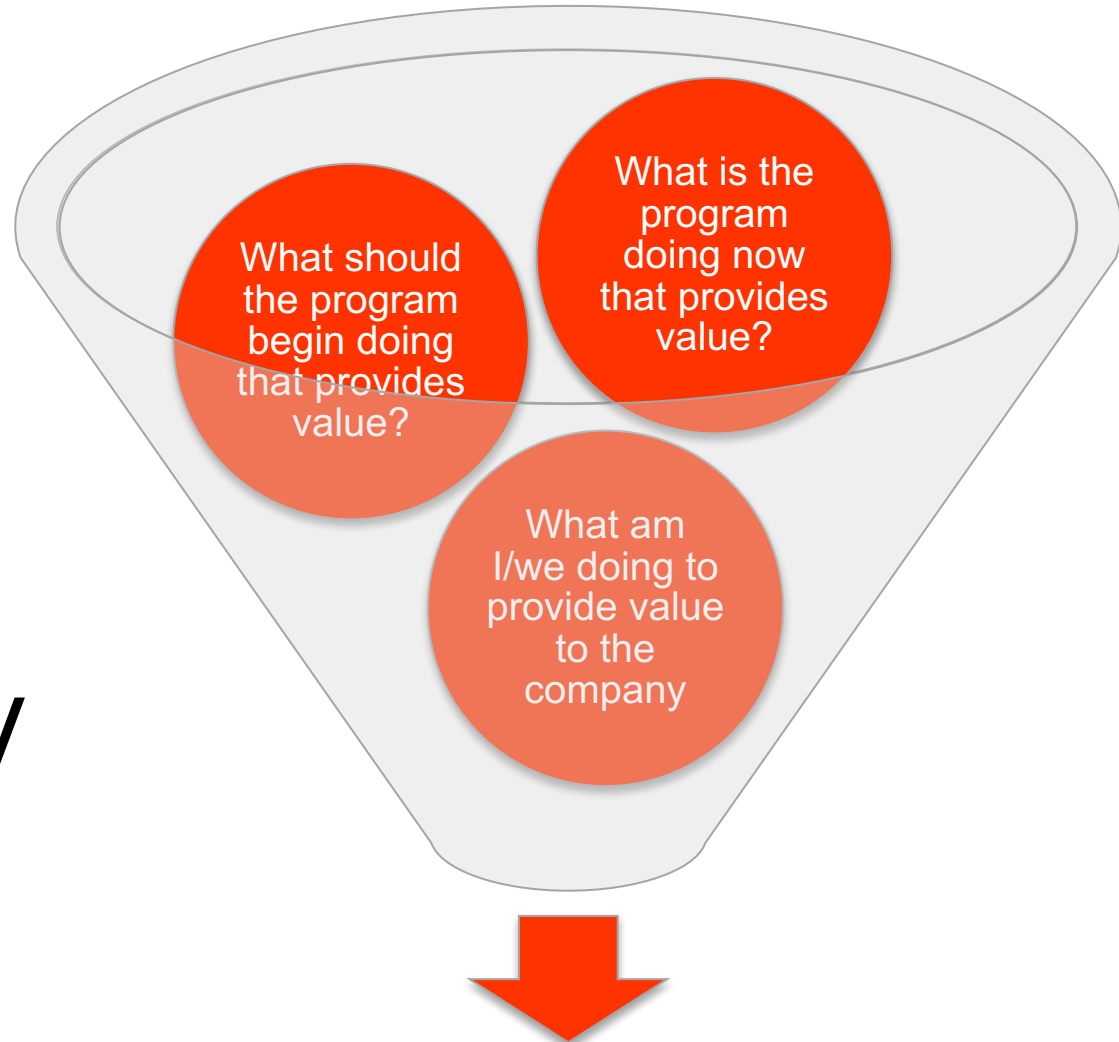 What is the
program
doing now
that provides
value?
What should
the program
begin doing
that provides
value?
What am
I/we doing to
provide value
to the
company